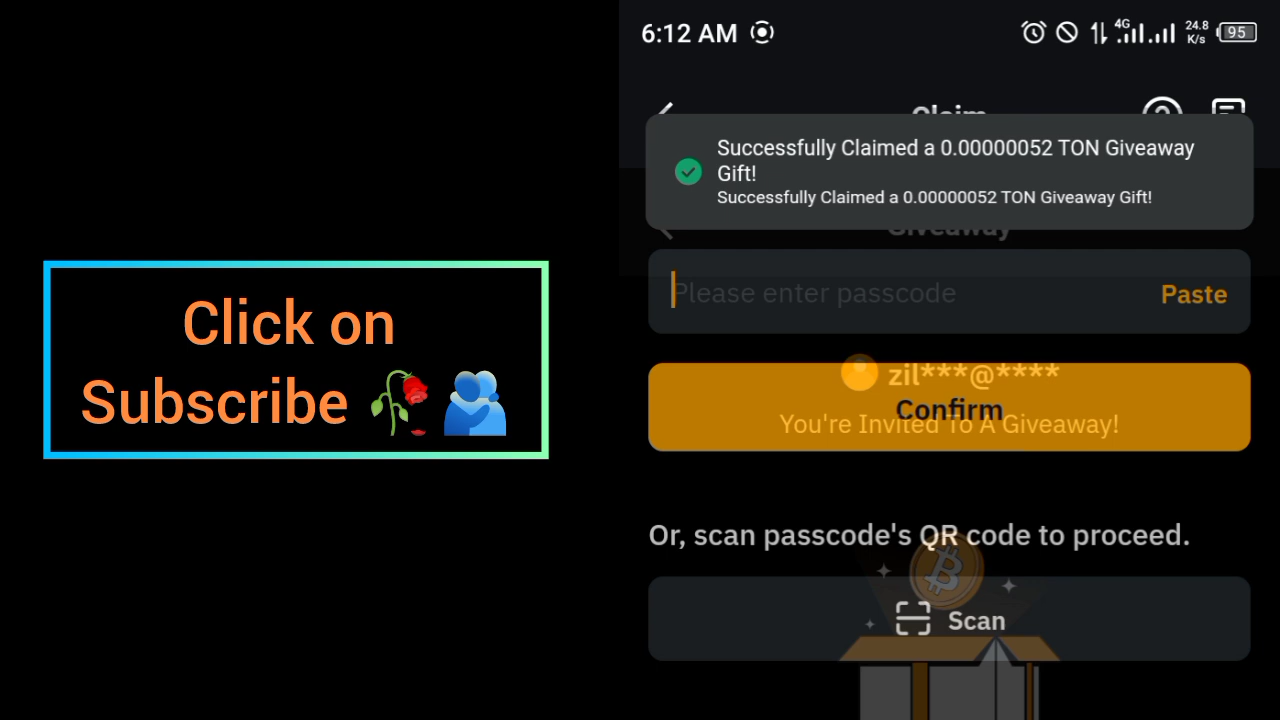 Click on
Subscribe 🥀🫂
6:12 AM
4G
24.8
K/s
95
Claim
Successfully Claimed a 0.00000052 TON Giveaway
Gift!
Successfully Claimed a 0.00000052 TON Giveaway Gift!
Giveaway
Please enter passcode
Paste
zil***@****
Confirm
You're Invited To A Giveaway!
Or, scan passcode's QR code to proceed.
Scan